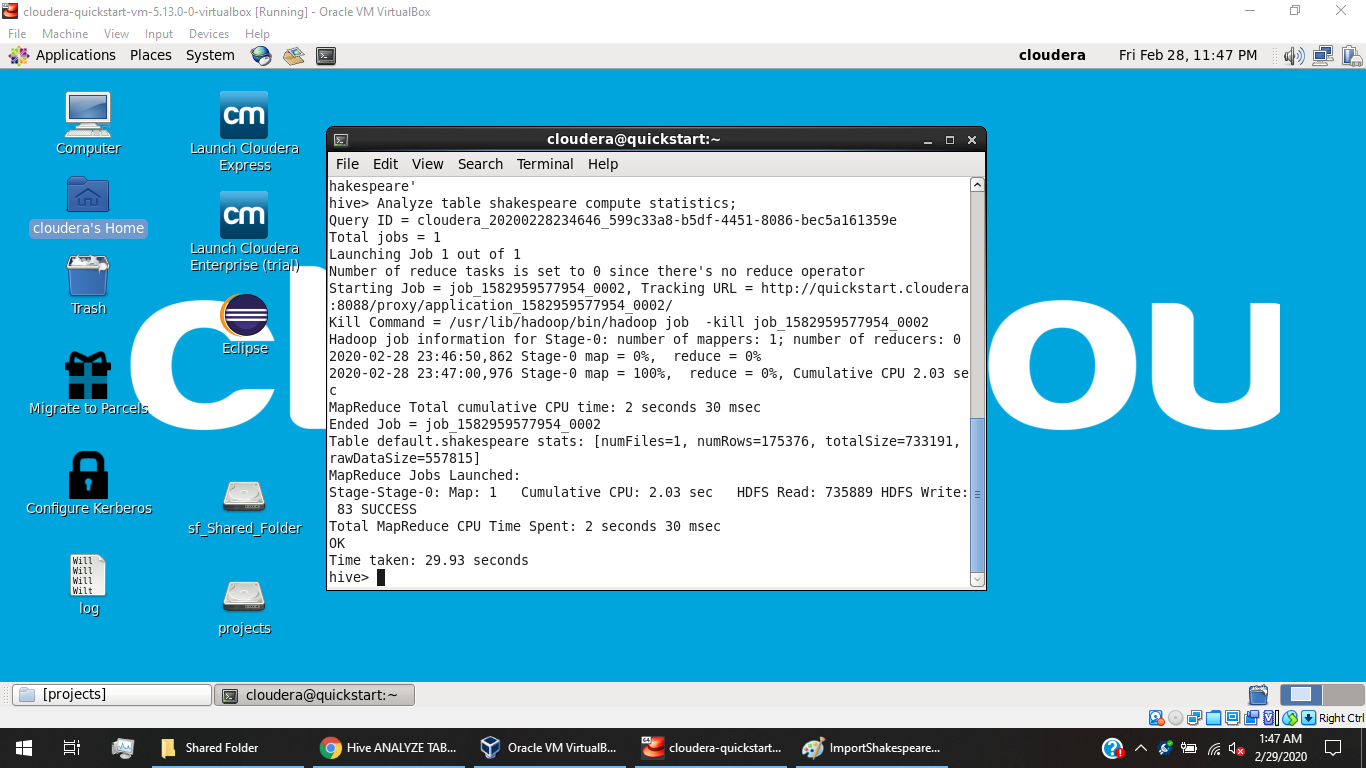 cloudera-quickstart-vm-5.13.0-0-virtualbox [Running] - Oracle VM VirtualBox
File Machine View Input Devices Help
Applications Places System
cloudera Fri Feb 28, 11:47 PM
Computer
cloudera's Home
Trash
Migrate to Parcels
Configure Kerberos
Will
Will
Will
Wilt
log
cm
Launch Cloudera
Express
cm
Launch Cloudera
Enterprise (trial)
Eclipse
sf_Shared_Folder
projects
cl
ou
cloudera@quickstart:~
File Edit View Search Terminal Help
hakespeare'
hive> Analyze table shakespeare compute statistics;
Query ID = cloudera_20200228234646_599c33a8-b5df-4451-8086-bec5a161359e
Total jobs = 1
Launching Job 1 out of 1
Number of reduce tasks is set to 0 since there's no reduce operator
Starting Job = job_1582959577954_0002, Tracking URL = http://quickstart.cloudera
:8088/proxy/application_1582959577954_0002/
Kill Command = /usr/lib/hadoop/bin/hadoop job  -kill job_1582959577954_0002
Hadoop job information for Stage-0: number of mappers: 1; number of reducers: 0
2020-02-28 23:46:50,862 Stage-0 map = 0%,  reduce = 0%
2020-02-28 23:47:00,976 Stage-0 map = 100%,  reduce = 0%, Cumulative CPU 2.03 se
c
MapReduce Total cumulative CPU time: 2 seconds 30 msec
Ended Job = job_1582959577954_0002
Table default.shakespeare stats: [numFiles=1, numRows=175376, totalSize=733191,
rawDataSize=557815]
MapReduce Jobs Launched:
Stage-Stage-0: Map: 1   Cumulative CPU: 2.03 sec   HDFS Read: 735889 HDFS Write:
 83 SUCCESS
Total MapReduce CPU Time Spent: 2 seconds 30 msec
OK
Time taken: 29.93 seconds
hive>
[projects]
cloudera@quickstart:~
Right Ctrl
Shared Folder
Hive ANALYZE TAB...
Oracle VM VirtualB...
cloudera-quickstart...
ImportShakespeare...
1:47 AM
2/29/2020